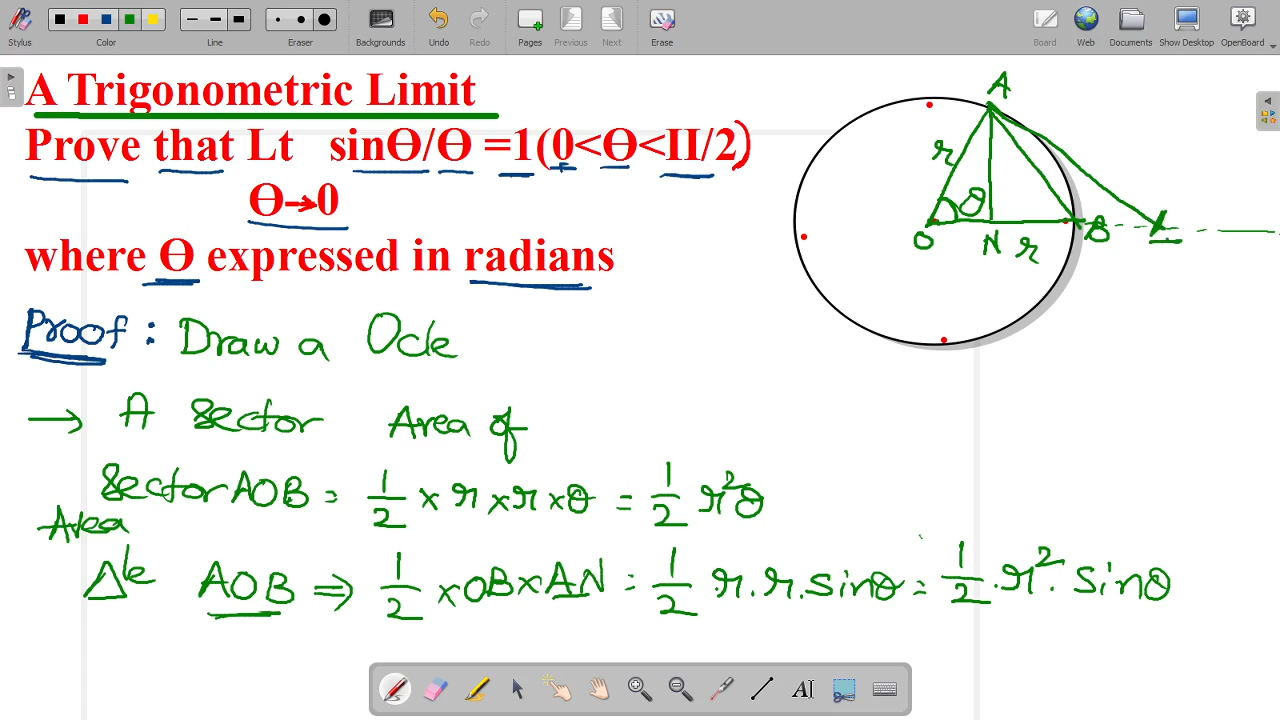 Stylus Color Line Eraser Backgrounds Undo Redo Pages Previous Next Erase Board Web Documents Show Desktop OpenBoard
A Trigonometric Limit
Prove that Lt sinΘ/Θ =1(0<Θ<II/2)
Θ→0
where Θ expressed in radians
A
r
θ
O N r B
Proof : Draw a Ocle
→ A Sector Area of
Sector AOB = 1/2 × r × r × θ = 1/2 r²θ
Area
Δle AOB ⇒ 1/2 × OB × AN = 1/2 r.r.sinθ = 1/2 . r². sinθ
AI